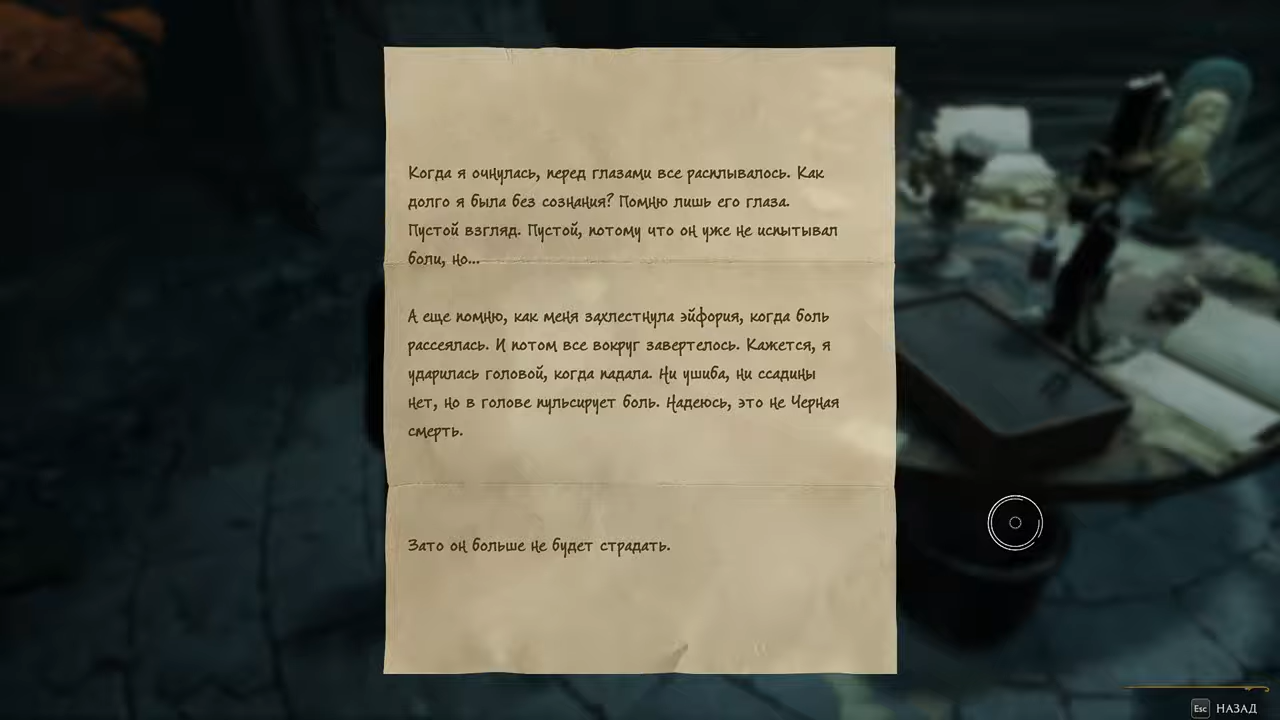 Когда я очнулась, перед глазами все расплывалось. Как
долго я была без сознания? Помню лишь его глаза.
Пустой взгляд. Пустой, потому что он уже не испытывал
боли, но...
А еще помню, как меня захлестнула эйфория, когда боль
рассеялась. И потом все вокруг завертелось. Кажется, я
ударилась головой, когда падала. Ни ушиба, ни ссадины
нет, но в голове пульсирует боль. Надеюсь, это не Черная
смерть.
Зато он больше не будет страдать.
Esc НАЗАД